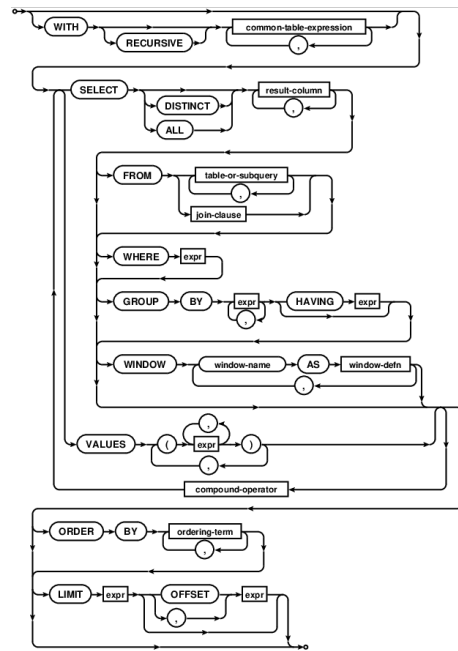 WITH
RECURSIVE
common-table-expression
,
SELECT
DISTINCT
ALL
result-column
,
FROM
table-or-subquery
,
join-clause
WHERE expr
GROUP BY expr HAVING expr
,
WINDOW window-name AS window-defn
,
,
VALUES ( expr )
,
compound-operator
ORDER BY ordering-term
,
LIMIT expr OFFSET expr
,